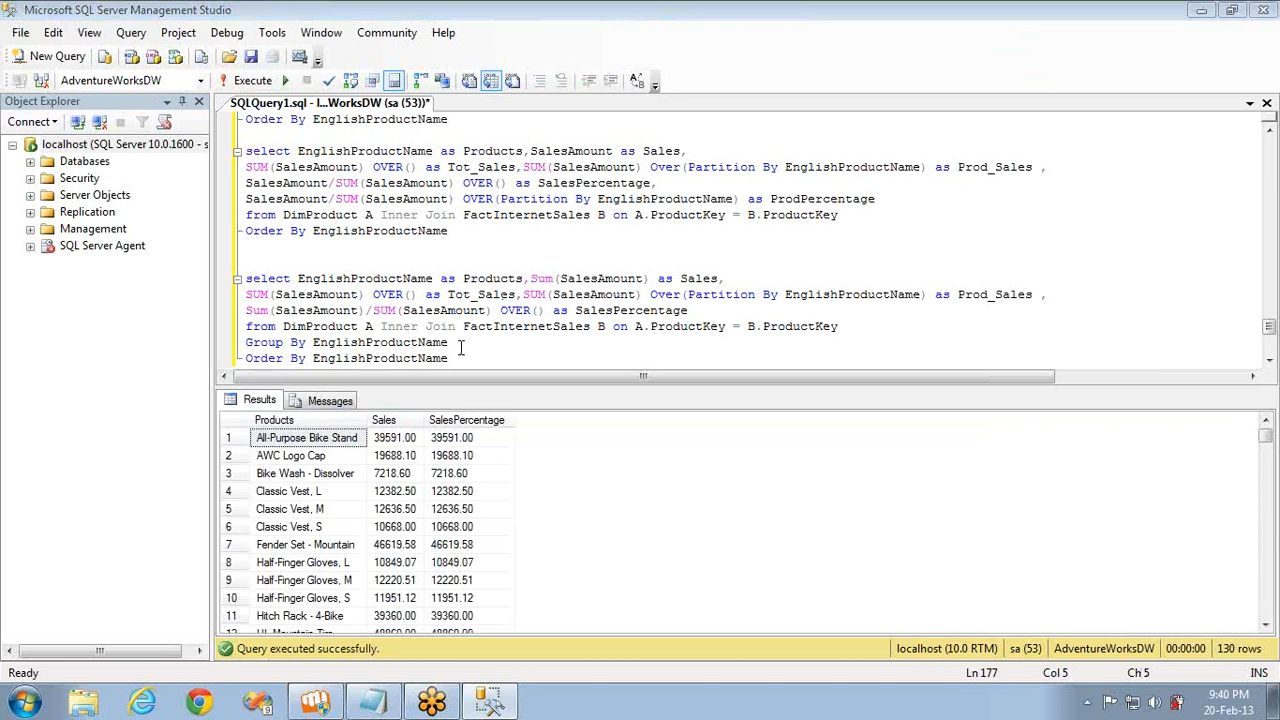 Microsoft SQL Server Management Studio
File Edit View Query Project Debug Tools Window Community Help
New Query
AdventureWorksDW Execute
Object Explorer
SQLQuery1.sql - l...WorksDW (sa (53))*
Connect
localhost (SQL Server 10.0.1600 - s
Databases
Security
Server Objects
Replication
Management
SQL Server Agent
Order By EnglishProductName
select EnglishProductName as Products,SalesAmount as Sales,
SUM(SalesAmount) OVER() as Tot_Sales,SUM(SalesAmount) Over(Partition By EnglishProductName) as Prod_Sales ,
SalesAmount/SUM(SalesAmount) OVER() as SalesPercentage,
SalesAmount/SUM(SalesAmount) OVER(Partition By EnglishProductName) as ProdPercentage
from DimProduct A Inner Join FactInternetSales B on A.ProductKey = B.ProductKey
Order By EnglishProductName
select EnglishProductName as Products,Sum(SalesAmount) as Sales,
SUM(SalesAmount) OVER() as Tot_Sales,SUM(SalesAmount) Over(Partition By EnglishProductName) as Prod_Sales ,
Sum(SalesAmount)/SUM(SalesAmount) OVER() as SalesPercentage
from DimProduct A Inner Join FactInternetSales B on A.ProductKey = B.ProductKey
Group By EnglishProductName
Order By EnglishProductName
Results Messages
Products Sales SalesPercentage
1 All-Purpose Bike Stand 39591.00 39591.00
2 AWC Logo Cap 19688.10 19688.10
3 Bike Wash - Dissolver 7218.60 7218.60
4 Classic Vest, L 12382.50 12382.50
5 Classic Vest, M 12636.50 12636.50
6 Classic Vest, S 10668.00 10668.00
7 Fender Set - Mountain 46619.58 46619.58
8 Half-Finger Gloves, L 10849.07 10849.07
9 Half-Finger Gloves, M 12220.51 12220.51
10 Half-Finger Gloves, S 11951.12 11951.12
11 Hitch Rack - 4-Bike 39360.00 39360.00
12 HL Mountain Tire 48860.40 48860.40
Query executed successfully. localhost (10.0 RTM) sa (53) AdventureWorksDW 00:00:00 130 rows
Ready Ln 177 Col 5 Ch 5 INS
9:40 PM
20-Feb-13